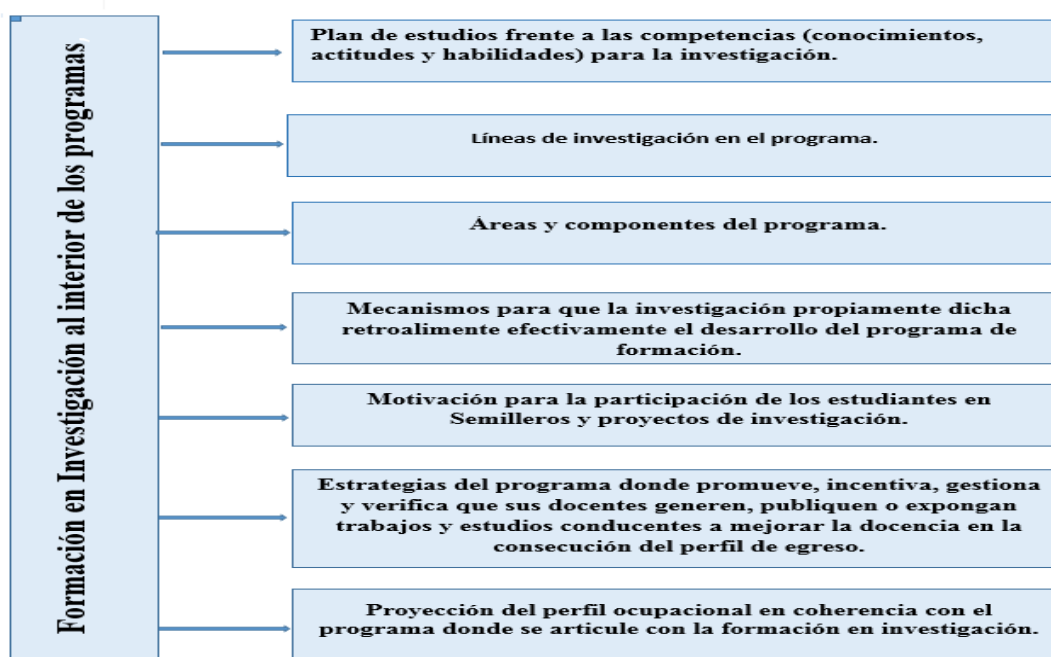 Formación en Investigación al interior de los programas,
Plan de estudios frente a las competencias (conocimientos,
actitudes y habilidades) para la investigación.
Líneas de investigación en el programa.
Áreas y componentes del programa.
Mecanismos para que la investigación propiamente dicha
retroalimente efectivamente el desarrollo del programa de
formación.
Motivación para la participación de los estudiantes en
Semilleros y proyectos de investigación.
Estrategias del programa donde promueve, incentiva, gestiona
y verifica que sus docentes generen, publiquen o expongan
trabajos y estudios conducentes a mejorar la docencia en la
consecución del perfil de egreso.
Proyección del perfil ocupacional en coherencia con el
programa donde se articule con la formación en investigación.